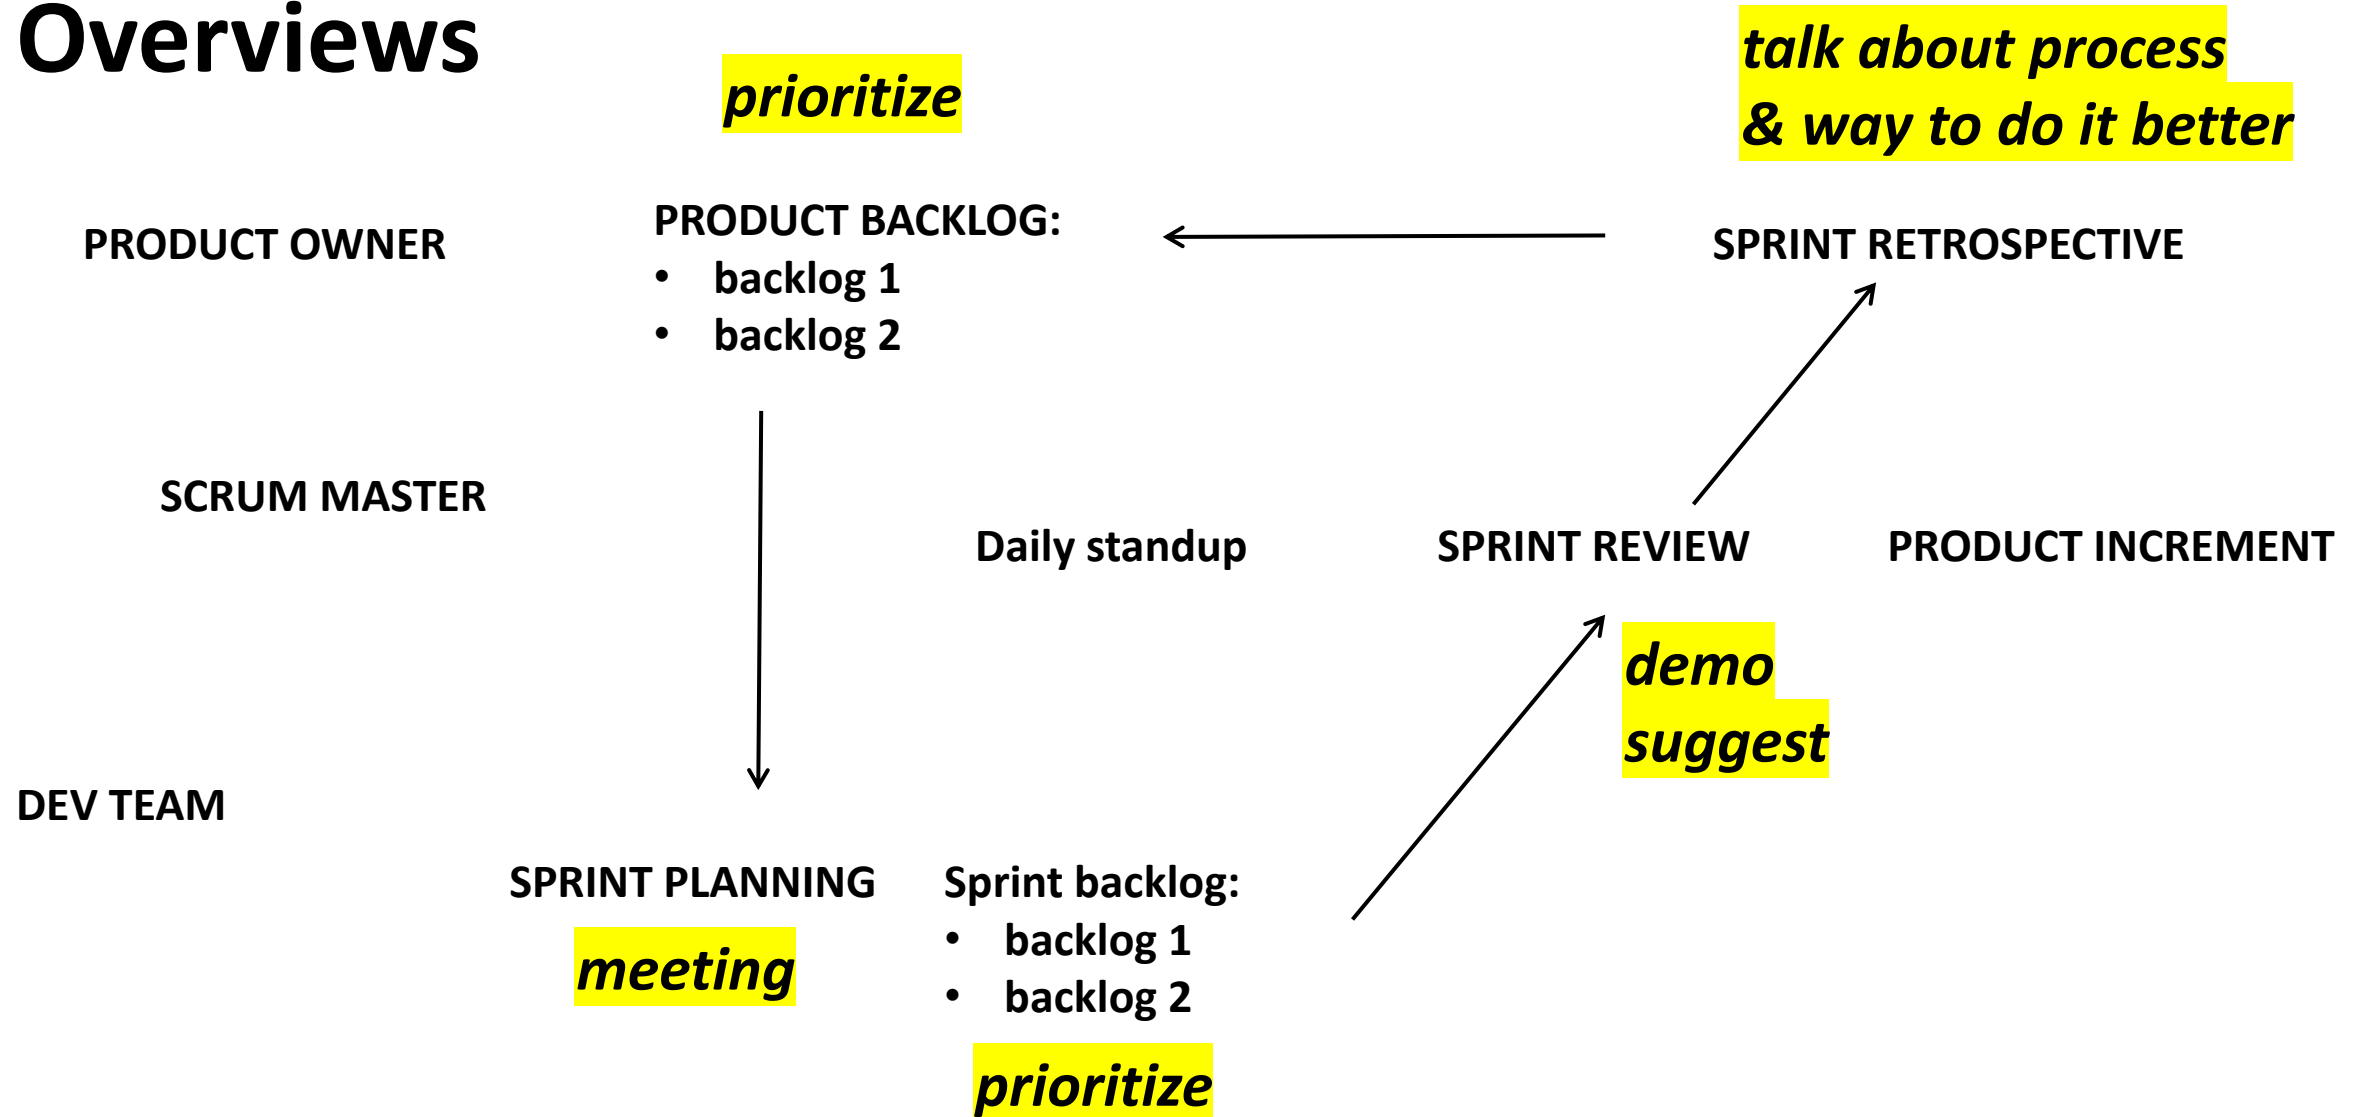 Overviews
prioritize
talk about process
& way to do it better
PRODUCT OWNER
PRODUCT BACKLOG:
• backlog 1
• backlog 2
SPRINT RETROSPECTIVE
SCRUM MASTER
Daily standup
SPRINT REVIEW
PRODUCT INCREMENT
demo
suggest
DEV TEAM
SPRINT PLANNING
meeting
Sprint backlog:
• backlog 1
• backlog 2
prioritize